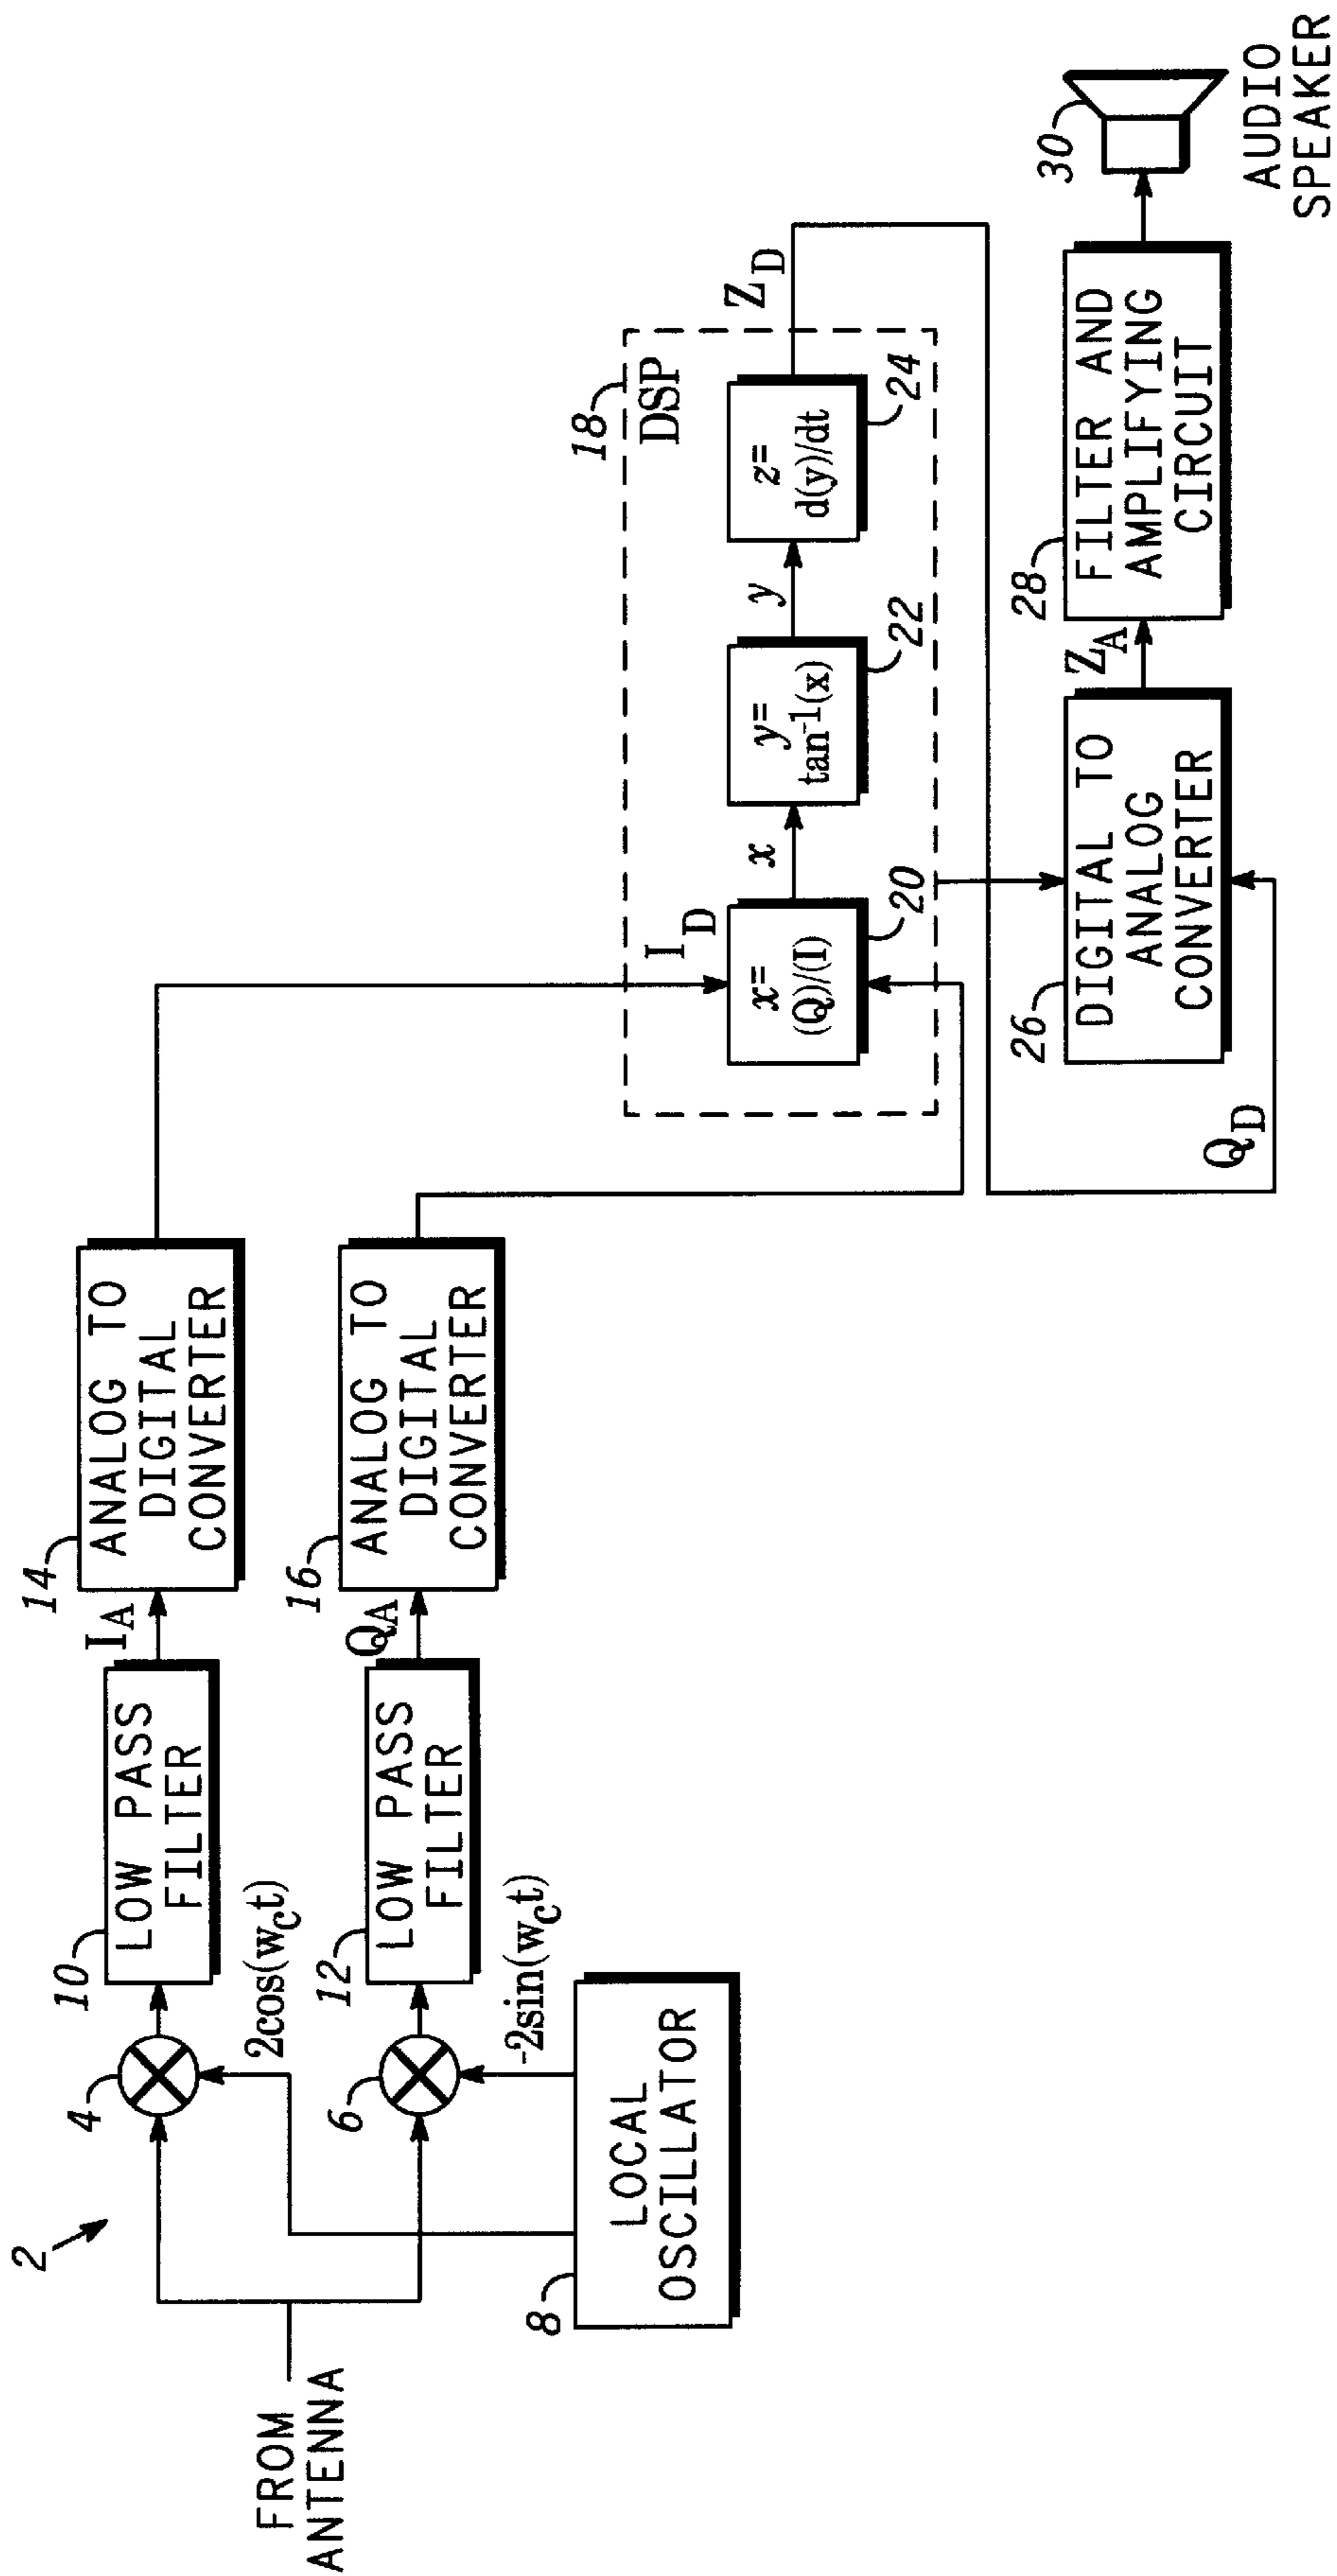 2
FROM
ANTENNA
4
6
8
LOCAL
OSCILLATOR
2cos(w_c t)
-2sin(w_c t)
10
LOW PASS
FILTER
12
LOW PASS
FILTER
I_A
Q_A
14
ANALOG TO
DIGITAL
CONVERTER
16
ANALOG TO
DIGITAL
CONVERTER
18
DSP
I_D
x=
(Q)/(I)
20
x
y=
tan⁻¹(x)
22
y
z=
d(y)/dt
24
Z_D
Q_D
26
DIGITAL TO
ANALOG
CONVERTER
Z_A
28
FILTER AND
AMPLIFYING
CIRCUIT
30
AUDIO
SPEAKER